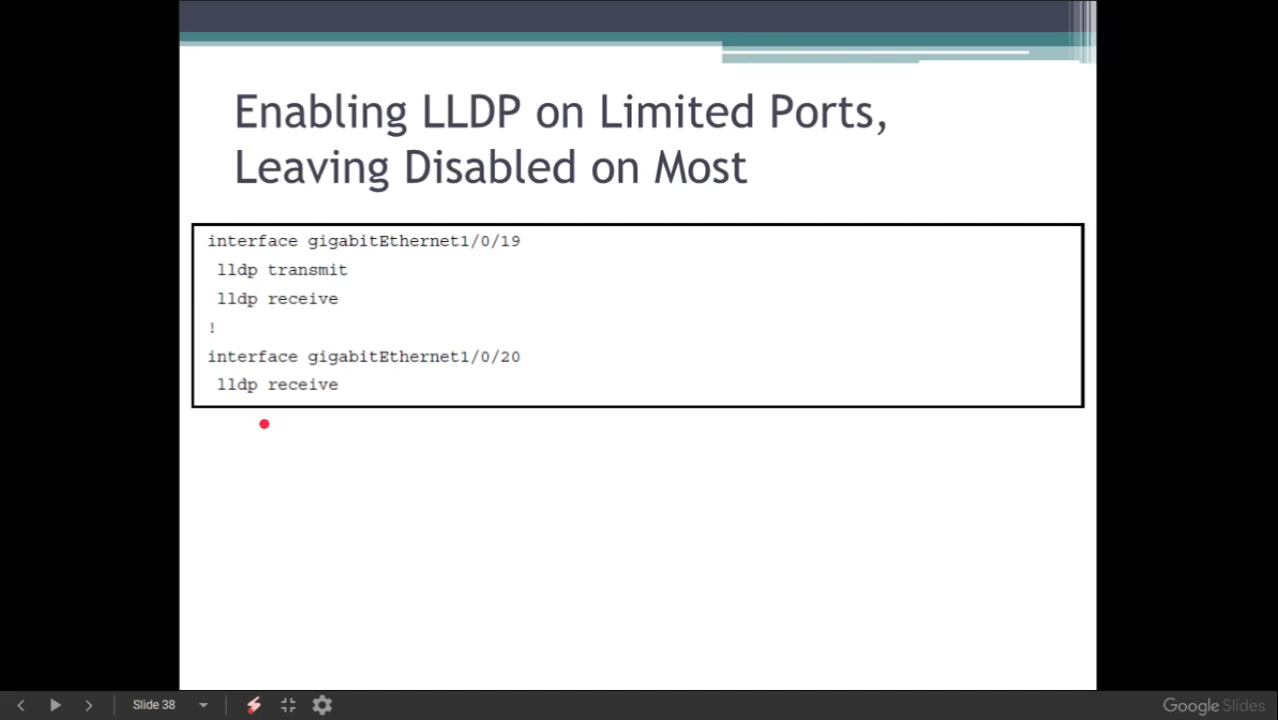 Enabling LLDP on Limited Ports,
Leaving Disabled on Most
interface gigabitEthernet1/0/19
 lldp transmit
 lldp receive
!
interface gigabitEthernet1/0/20
 lldp receive
Slide 38
Google Slides